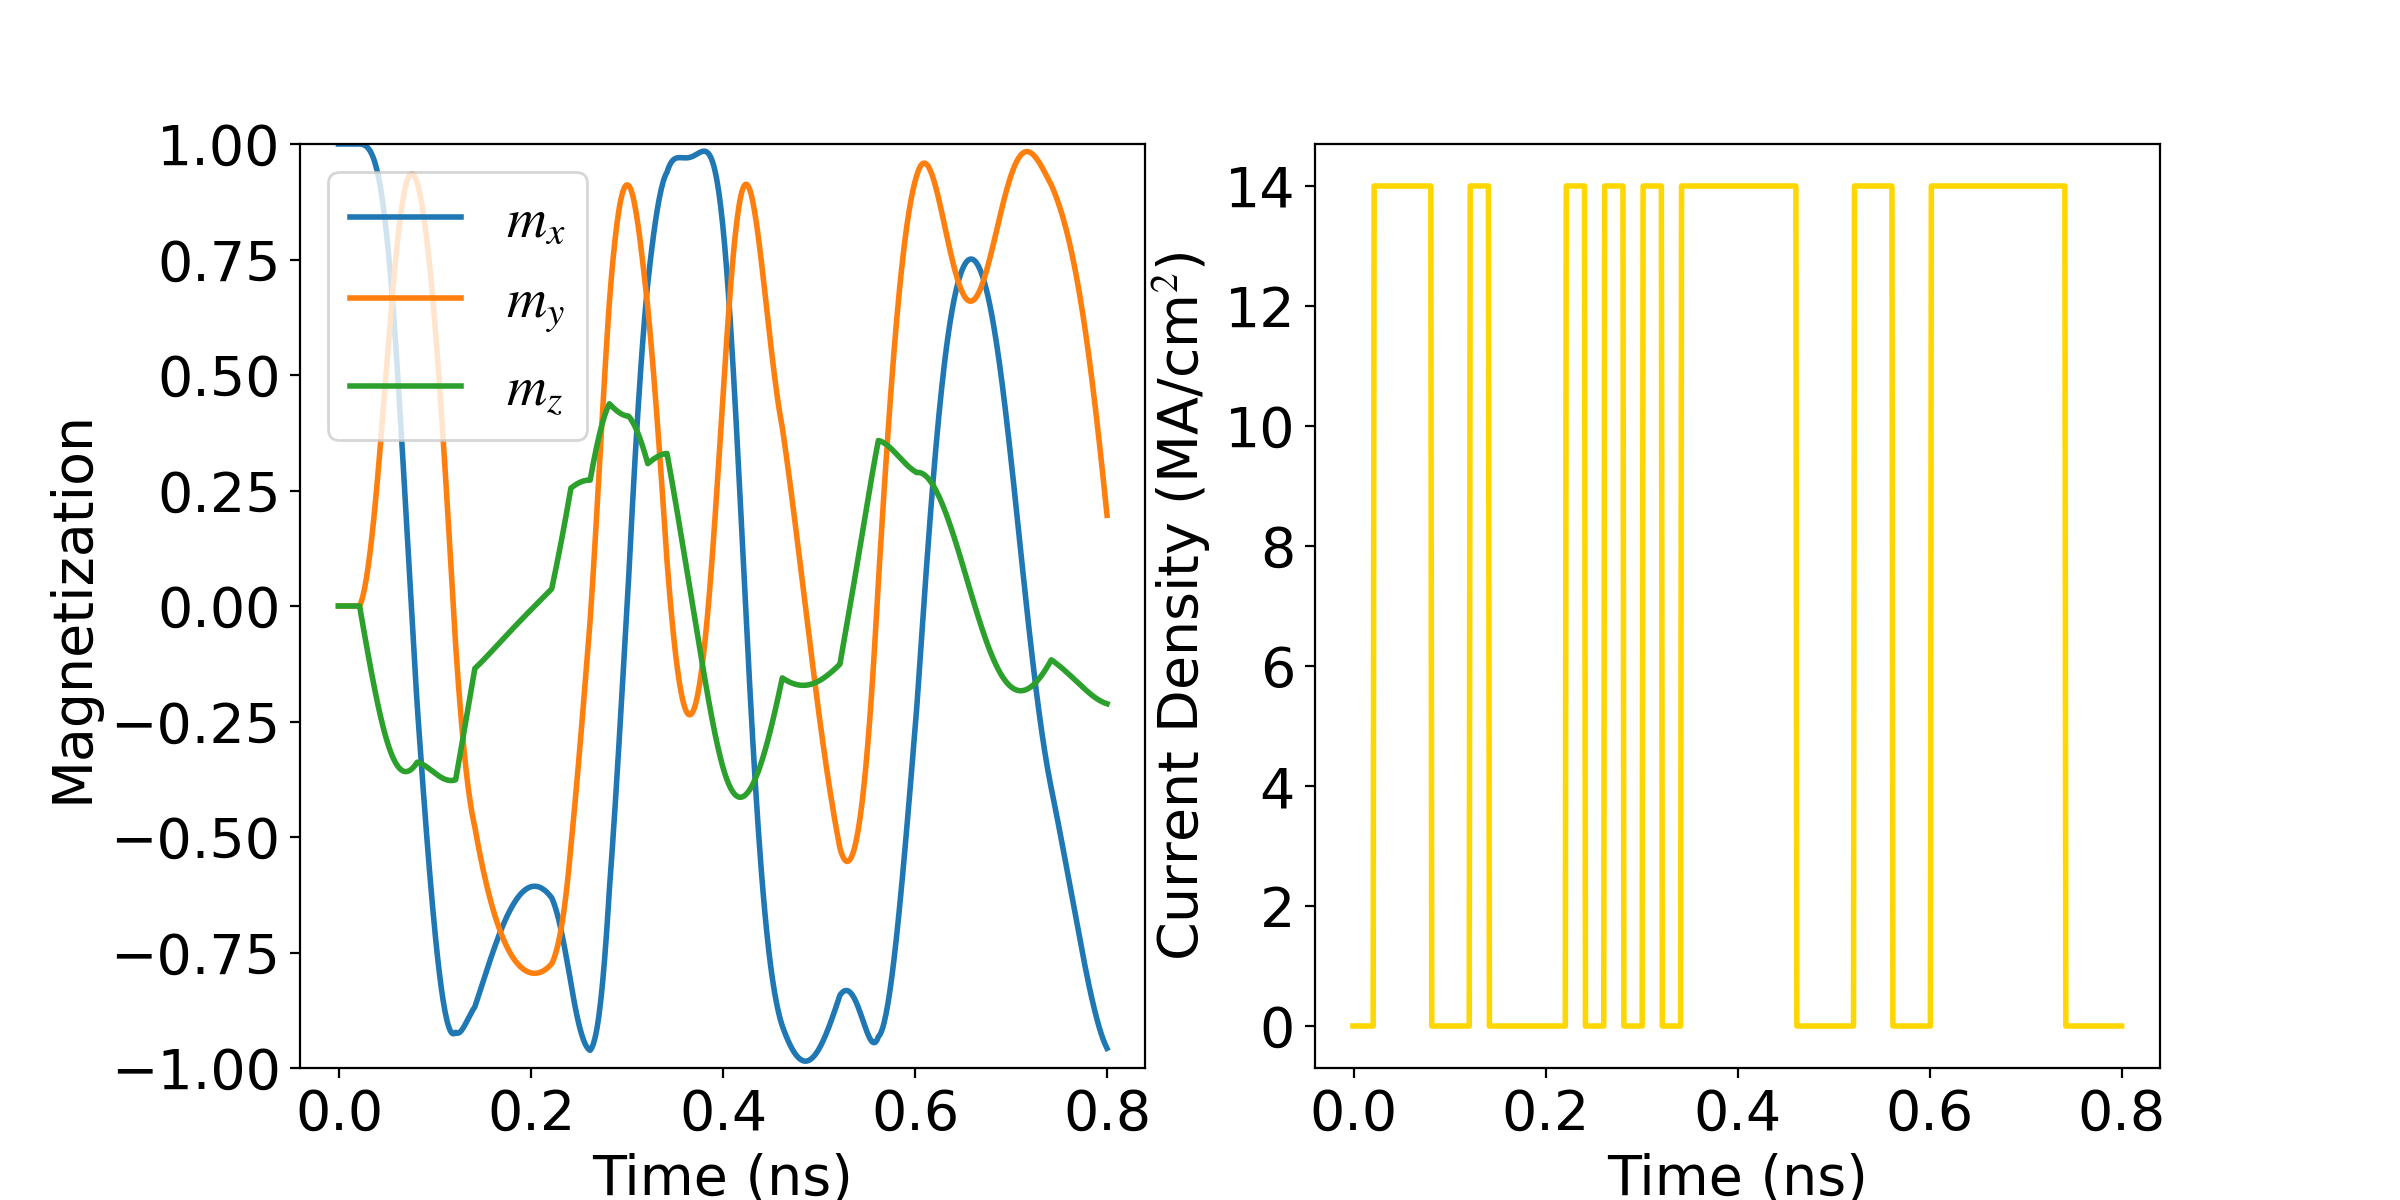 1.00
0.75
0.50
0.25
0.00
−0.25
−0.50
−0.75
−1.00
Magnetization
m_x
m_y
m_z
0.0 0.2 0.4 0.6 0.8
Time (ns)
14
12
10
8
6
4
2
0
Current Density (MA/cm²)
0.0 0.2 0.4 0.6 0.8
Time (ns)